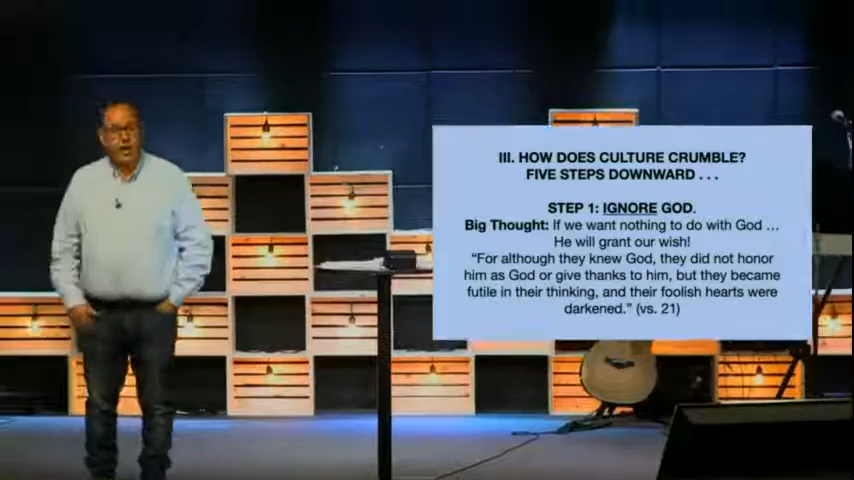 III. HOW DOES CULTURE CRUMBLE?
FIVE STEPS DOWNWARD . . .
STEP 1: IGNORE GOD.
Big Thought: If we want nothing to do with God ...
He will grant our wish!
“For although they knew God, they did not honor
him as God or give thanks to him, but they became
futile in their thinking, and their foolish hearts were
darkened.” (vs. 21)